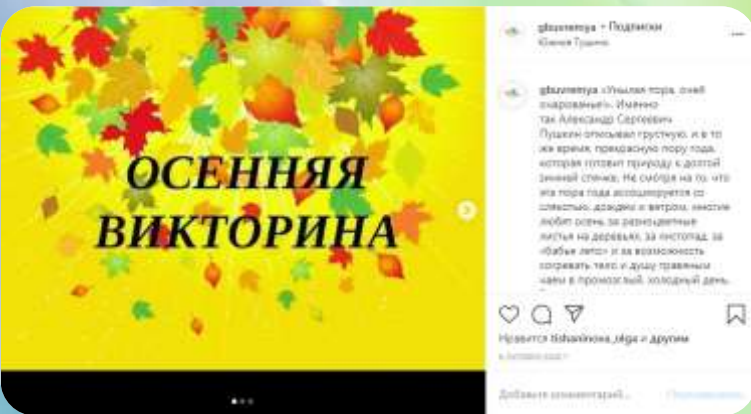 ОСЕННЯЯ
ВИКТОРИНА
gbuvremya • Подписки
Южное Тушино
gbuvremya «Унылая пора, очей
очарованье!». Именно
так Александр Сергеевич
Пушкин описывал грустную, и в то
же время, прекрасную пору года,
которая готовит природу к долгой
зимней спячке. Не смотря на то, что
эта пора года ассоциируется со
слякотью, дождем и ветром, многие
любят осень за разноцветные
листья на деревьях, за листопад, за
«бабье лето» и за возможность
согревать тело и душу травяным
чаем в промозглый, холодный день.
Нравится tishaninova_olga и другим
Добавьте комментарий...